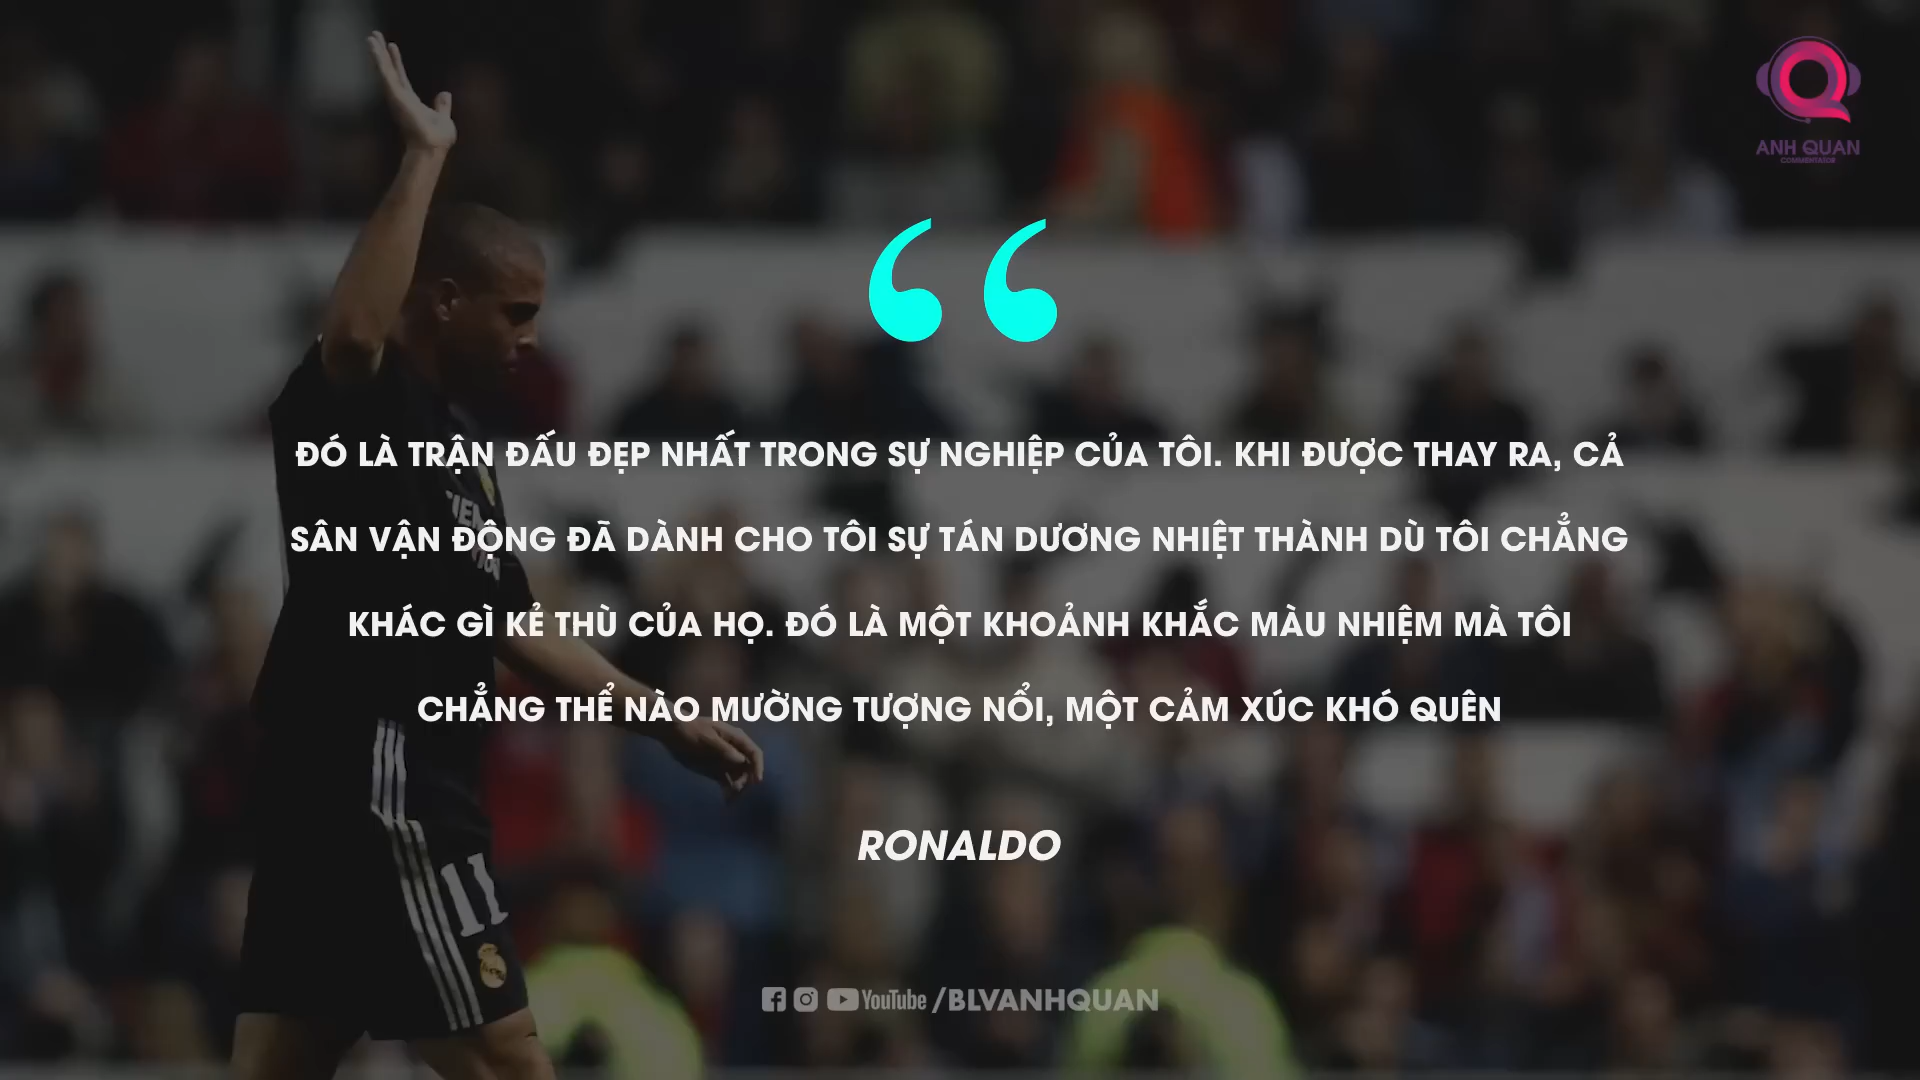 ANH QUAN
COMMENTATOR
“
ĐÓ LÀ TRẬN ĐẤU ĐẸP NHẤT TRONG SỰ NGHIỆP CỦA TÔI. KHI ĐƯỢC THAY RA, CẢ
SÂN VẬN ĐỘNG ĐÃ DÀNH CHO TÔI SỰ TÁN DƯƠNG NHIỆT THÀNH DÙ TÔI CHẲNG
KHÁC GÌ KẺ THÙ CỦA HỌ. ĐÓ LÀ MỘT KHOẢNH KHẮC MÀU NHIỆM MÀ TÔI
CHẲNG THỂ NÀO MƯỜNG TƯỢNG NỔI, MỘT CẢM XÚC KHÓ QUÊN
RONALDO
11
YouTube /BLVANHQUAN